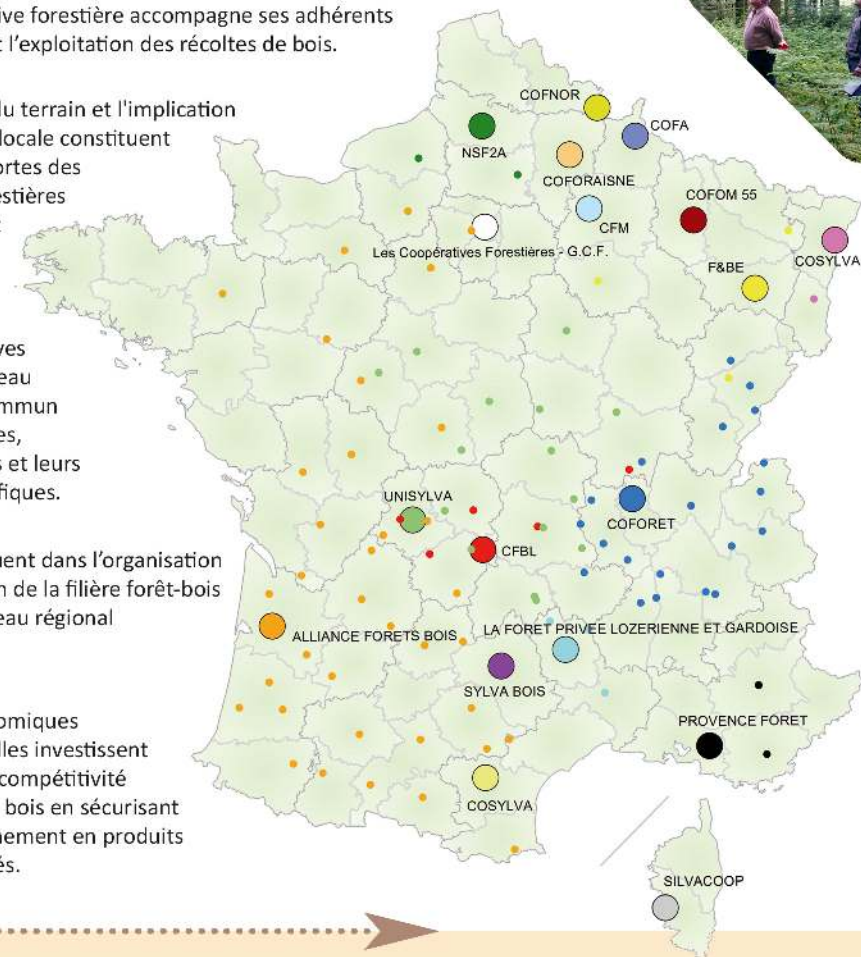 ive forestière accompagne ses adhérents
t l'exploitation des récoltes de bois.
du terrain et l'implication
locale constituent
ortes des
estières
t
ves
eau
mmun
es,
s et leurs
fiques.
uent dans l'organisation
n de la filière forêt-bois
eau régional
omiques
elles investissent
compétitivité
bois en sécurisant
nement en produits
és.
COFNOR
COFA
NSF2A
COFORAISNE
COFOM 55
CFM
Les Coopératives Forestières - G.C.F.
COSYLVA
F&BE
UNISYLVA
COFORET
CFBL
ALLIANCE FORETS BOIS
LA FORET PRIVEE LOZERIENNE ET GARDOISE
SYLVA BOIS
PROVENCE FORET
COSYLVA
SILVACOOP